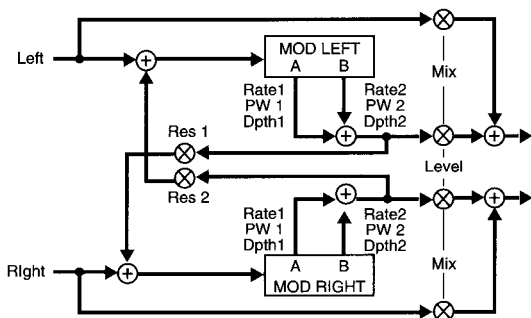 Left
MOD LEFT
A B
Mix
Rate1
PW 1
Dpth1
Rate2
PW 2
Dpth2
Res 1
Level
Res 2
Rate1
PW 1
Dpth1
Rate2
PW 2
Dpth2
RIght
A B
MOD RIGHT
Mix